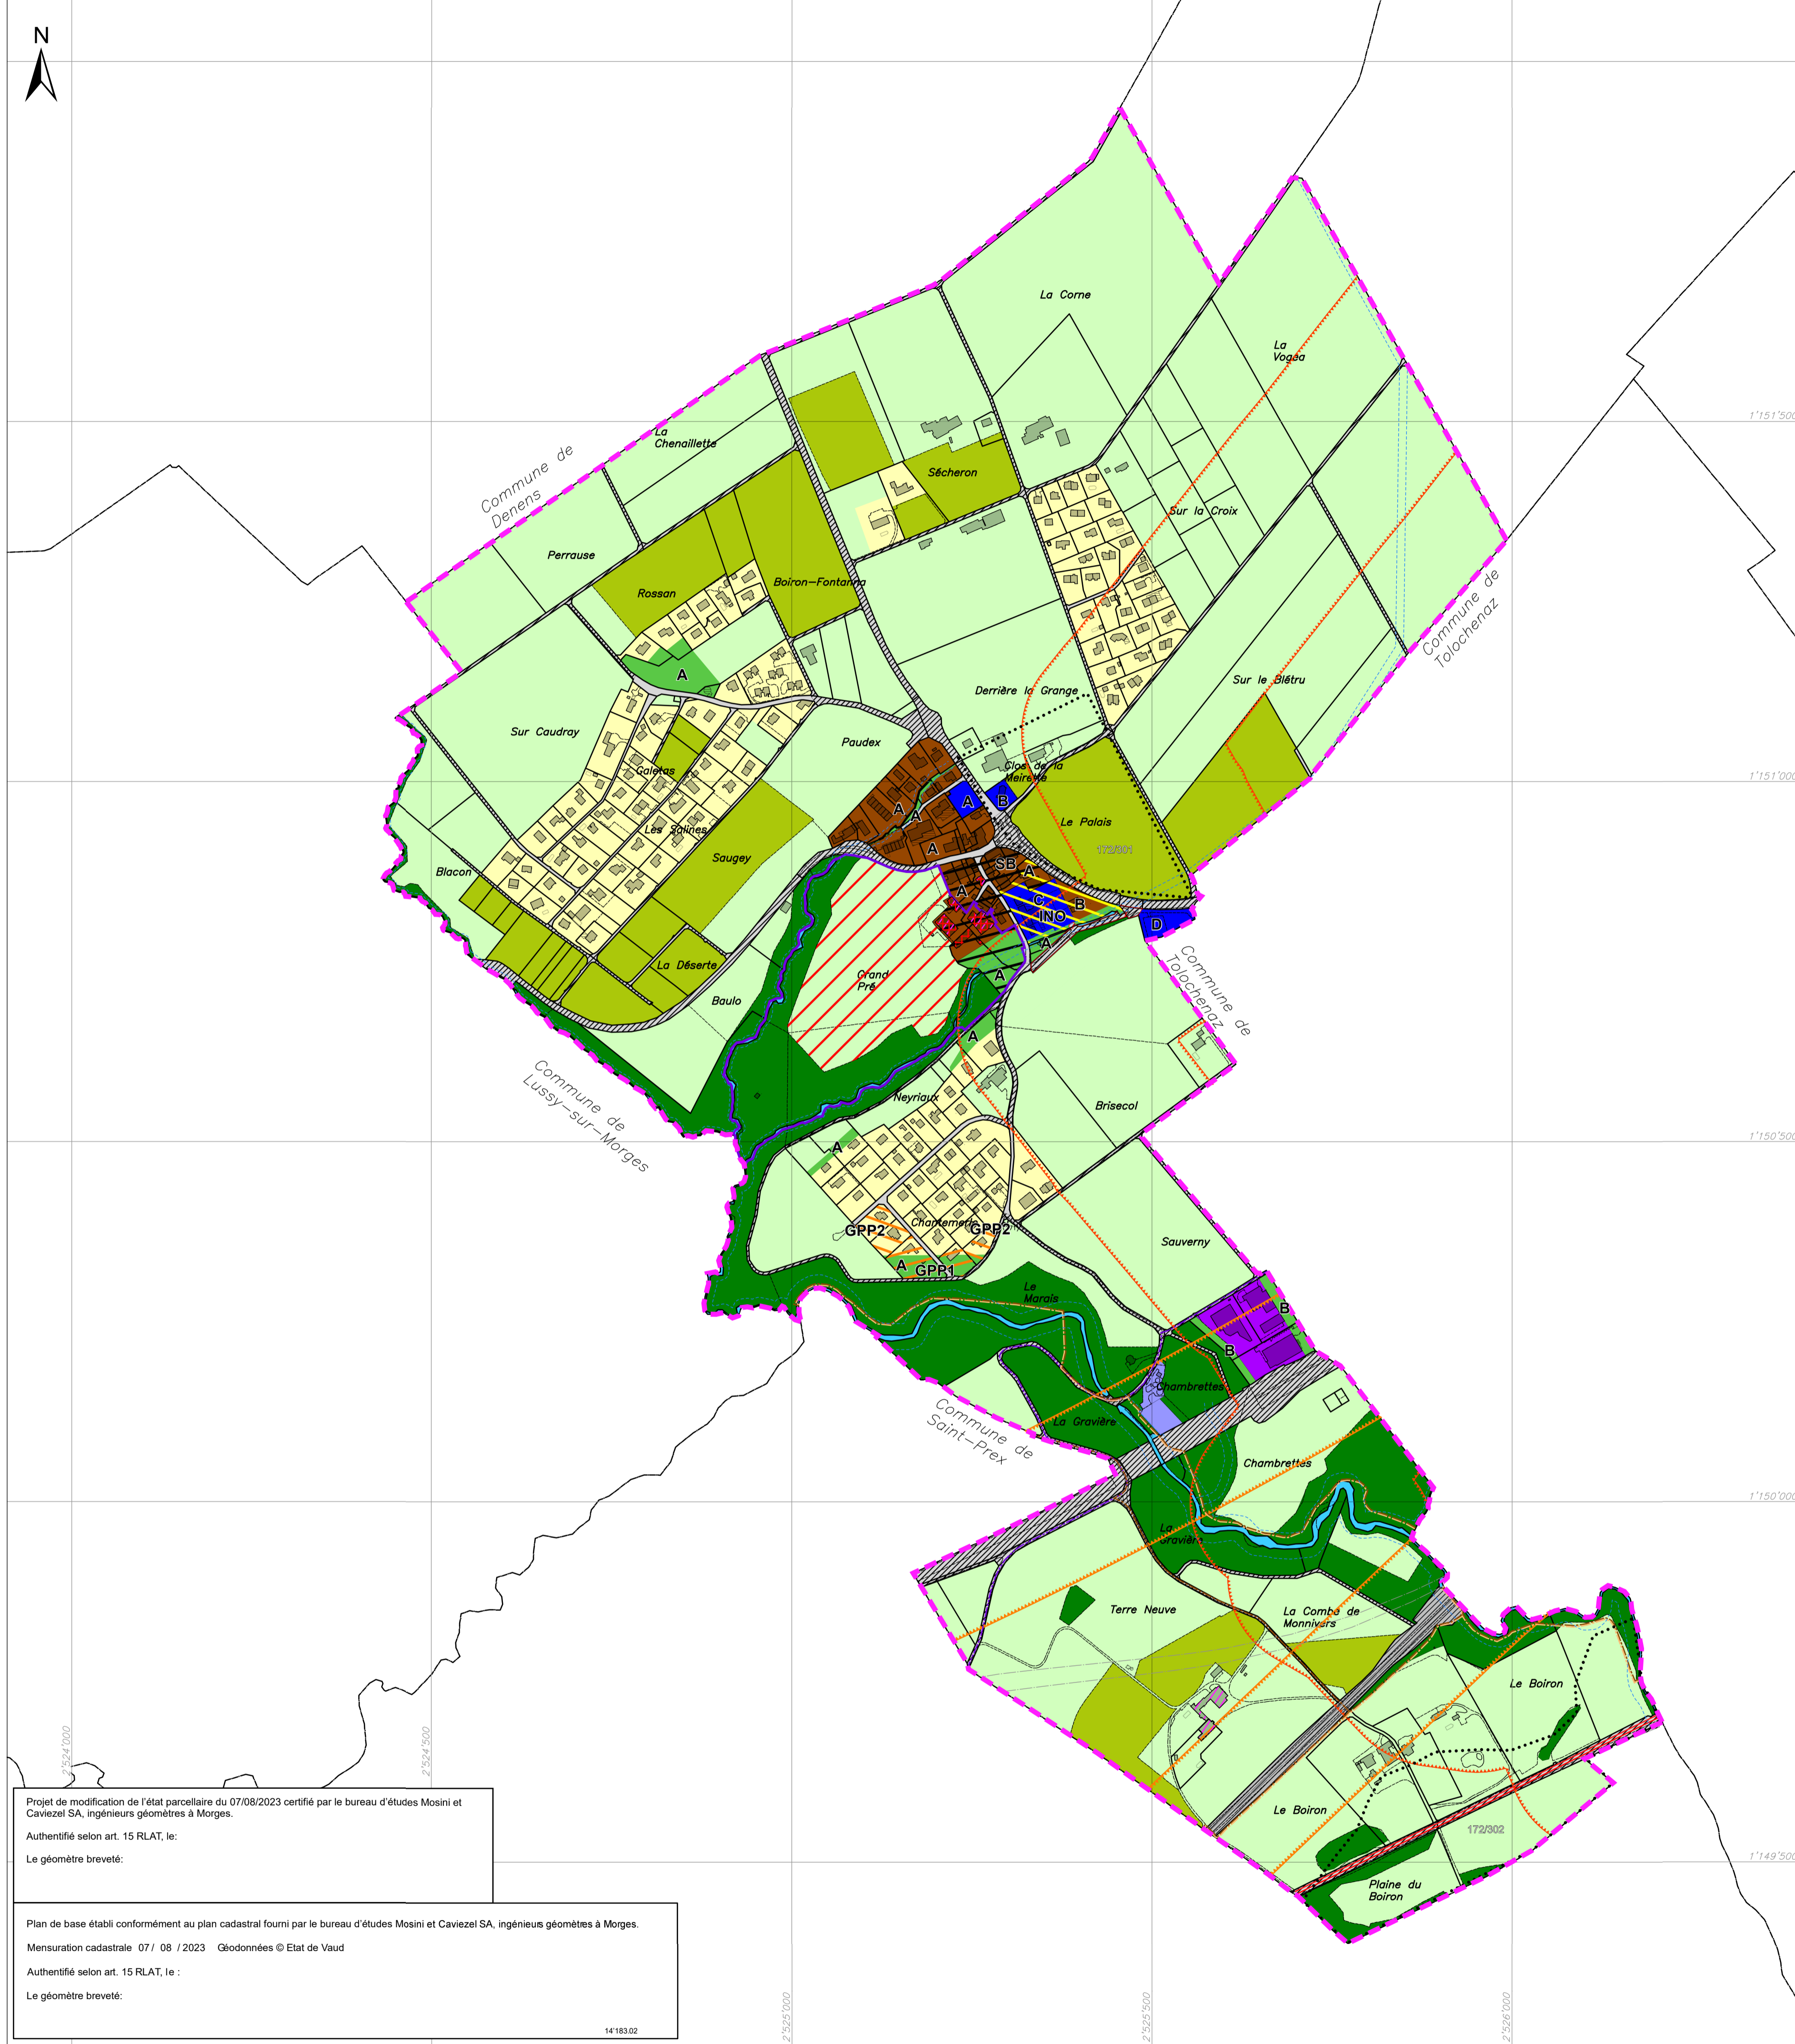 N
La Corne
La
Vogéa
1'151'500
La
Chenaillette
Commune de
Denens
Sécheron
Sur la Croix
Perrause
Boiron-Fontanna
Rossan
Commune de
Tolochenaz
A
Derrière la Grange
Sur le Blétru
Sur Caudray
Paudex
Galetas
Clos de la
Meirette
1'151'000
A
A
A
B
Les Salines
Le Palais
Saugey
A
172/301
SB
Blacon
A
A
C
B
INO
D
A
La Déserte
Grand
Pré
A
Commune de
Tolochenaz
Baulo
A
Commune de
Lussy-sur-Morges
Neyriaux
Brisecol
1'150'500
A
GPP2
Chantemerle
GPP2
Sauverny
A
GPP1
Le
Marais
B
B
Chambrettes
Commune de
Saint-Prex
La Gravière
Chambrettes
1'150'000
La
Gravière
Terre Neuve
La Combe de
Monnivers
Le Boiron
2'524'000
2'524'500
Le Boiron
172/302
1'149'500
Plaine du
Boiron
2'525'000
2'525'500
2'526'000
Projet de modification de l'état parcellaire du 07/08/2023 certifié par le bureau d'études Mosini et
Caviezel SA, ingénieurs géomètres à Morges.
Authentifié selon art. 15 RLAT, le:
Le géomètre breveté:
Plan de base établi conformément au plan cadastral fourni par le bureau d'études Mosini et Caviezel SA, ingénieurs géomètres à Morges.
Mensuration cadastrale 07 / 08 / 2023 Géodonnées © Etat de Vaud
Authentifié selon art. 15 RLAT, le :
Le géomètre breveté:
14'183.02